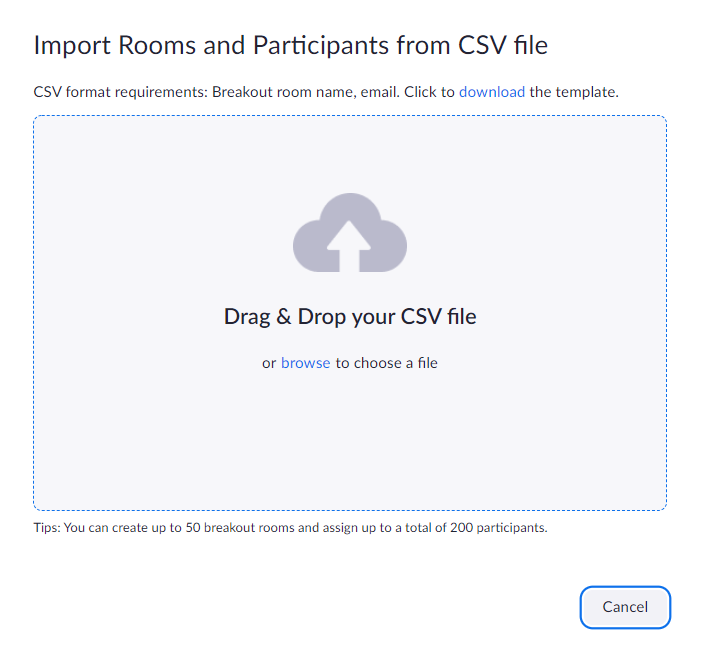 Import Rooms and Participants from CSV file
CSV format requirements: Breakout room name, email. Click to download the template.
Drag & Drop your CSV file
or browse to choose a file
Tips: You can create up to 50 breakout rooms and assign up to a total of 200 participants.
Cancel